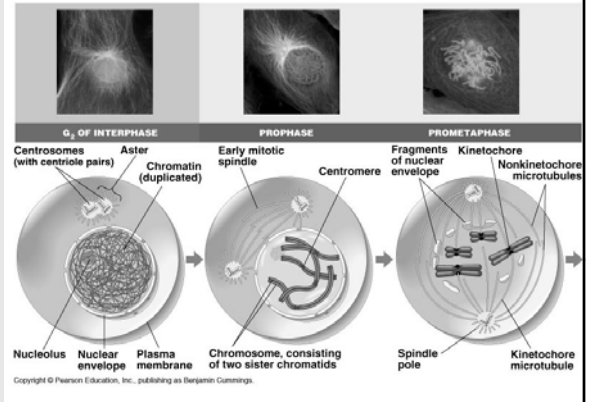 G₂ OF INTERPHASE
PROPHASE
PROMETAPHASE
Centrosomes
(with centriole pairs)
Aster
Chromatin
(duplicated)
Early mitotic
spindle
Centromere
Fragments
of nuclear
envelope
Kinetochore
Nonkinetochore
microtubules
Nucleolus
Nuclear
envelope
Plasma
membrane
Chromosome, consisting
of two sister chromatids
Spindle
pole
Kinetochore
microtubule
Copyright © Pearson Education, Inc., publishing as Benjamin Cummings.